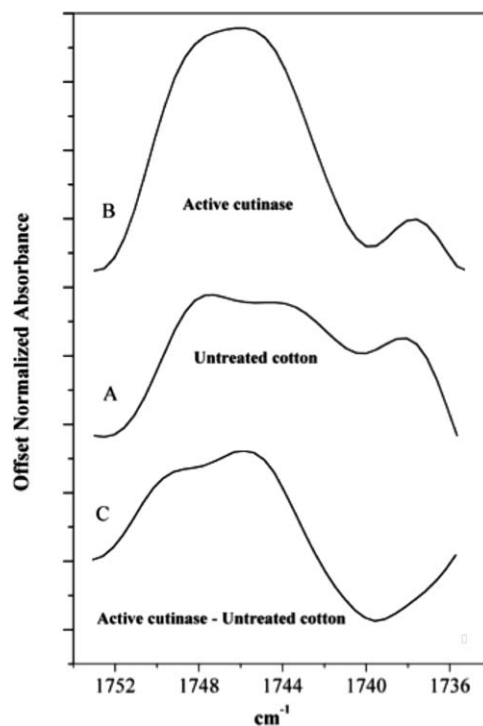 Offset Normalized Absorbance
B
Active cutinase
A
Untreated cotton
C
Active cutinase - Untreated cotton
1752 1748 1744 1740 1736
cm⁻¹